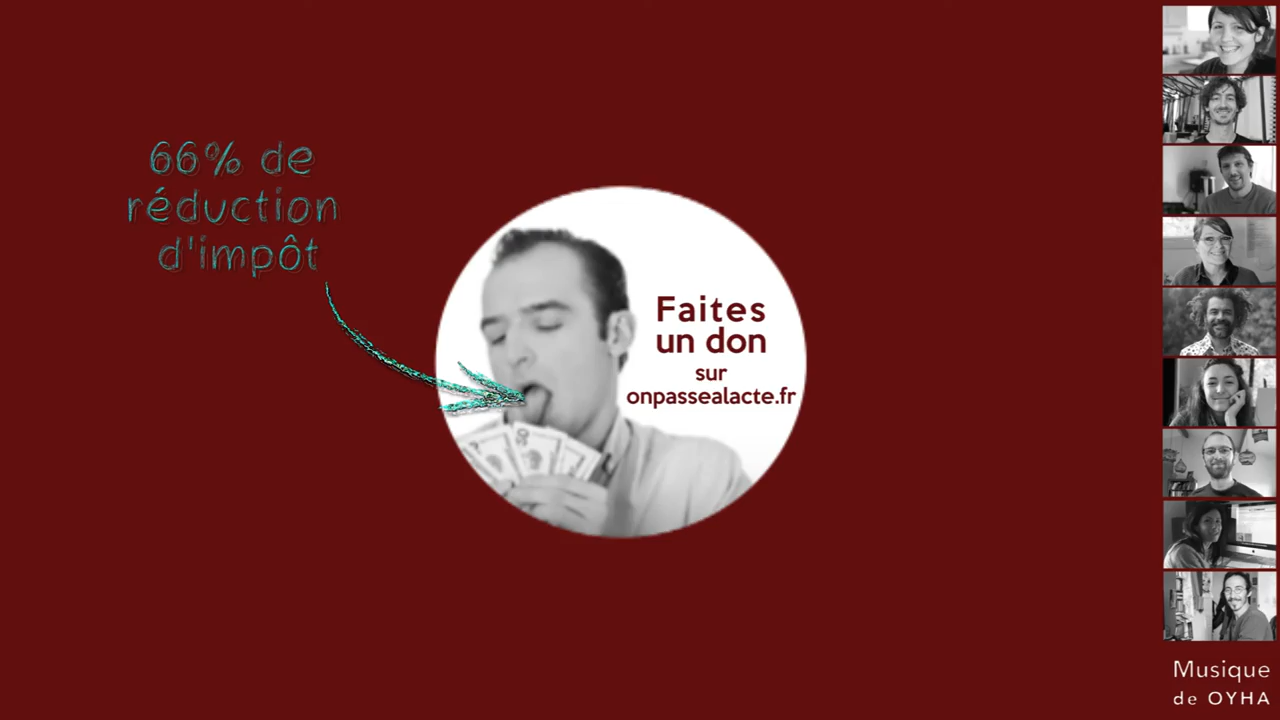 66% de
réduction
d'impôt
Faites
un don
sur
onpassealacte.fr
Musique
de OYHA